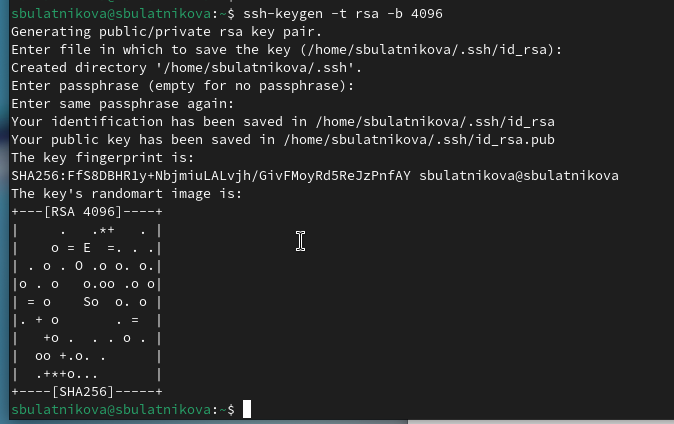 sbulatnikova@sbulatnikova:~$ ssh-keygen -t rsa -b 4096
Generating public/private rsa key pair.
Enter file in which to save the key (/home/sbulatnikova/.ssh/id_rsa):
Created directory '/home/sbulatnikova/.ssh'.
Enter passphrase (empty for no passphrase):
Enter same passphrase again:
Your identification has been saved in /home/sbulatnikova/.ssh/id_rsa
Your public key has been saved in /home/sbulatnikova/.ssh/id_rsa.pub
The key fingerprint is:
SHA256:FfS8DBHR1y+NbjmiuLALvjh/GivFMoyRd5ReJzPnfAY sbulatnikova@sbulatnikova
The key's randomart image is:
+---[RSA 4096]----+
|     .   .*+   . |
|    o = E  =. . .|
| . o . O .o o. o.|
|o . o   o.oo .o o|
| = o    So  o. o |
|. + o       . =  |
|   +o .  . . o . |
|  oo +.o. .      |
|  .+*+o...       |
+----[SHA256]-----+
sbulatnikova@sbulatnikova:~$